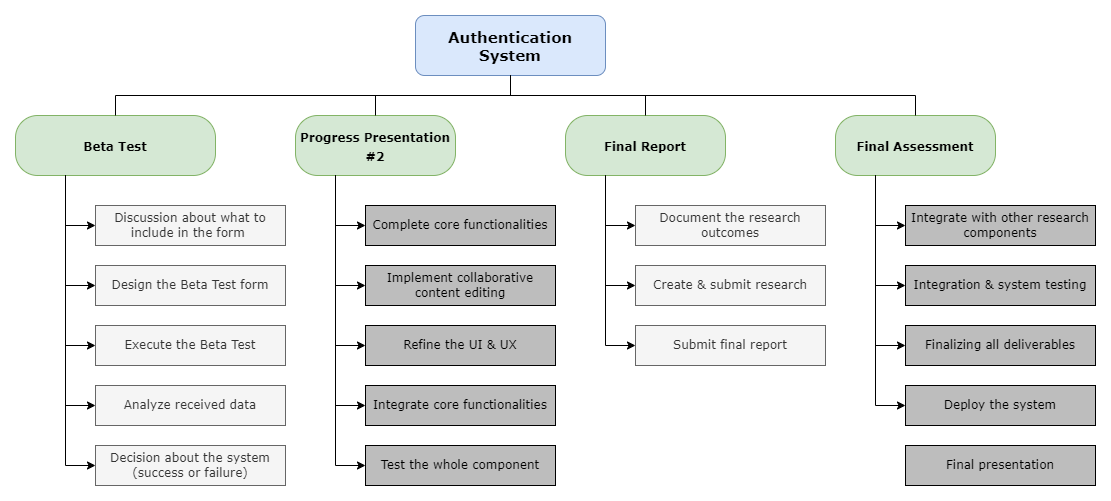 Authentication
System
Beta Test
Discussion about what to
include in the form
Design the Beta Test form
Execute the Beta Test
Analyze received data
Decision about the system
(success or failure)
Progress Presentation
#2
Complete core functionalities
Implement collaborative
content editing
Refine the UI & UX
Integrate core functionalities
Test the whole component
Final Report
Document the research
outcomes
Create & submit research
Submit final report
Final Assessment
Integrate with other research
components
Integration & system testing
Finalizing all deliverables
Deploy the system
Final presentation